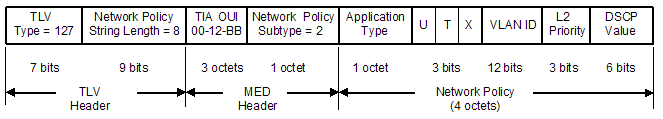 TLV Network Policy TIA OUI Network Policy Application U T X VLAN ID L2 DSCP
Type = 127 String Length = 8 00-12-BB Subtype = 2 Type Priority Value
7 bits 9 bits 3 octets 1 octet 1 octet 3 bits 12 bits 3 bits 6 bits
TLV MED Network Policy
Header Header (4 octets)